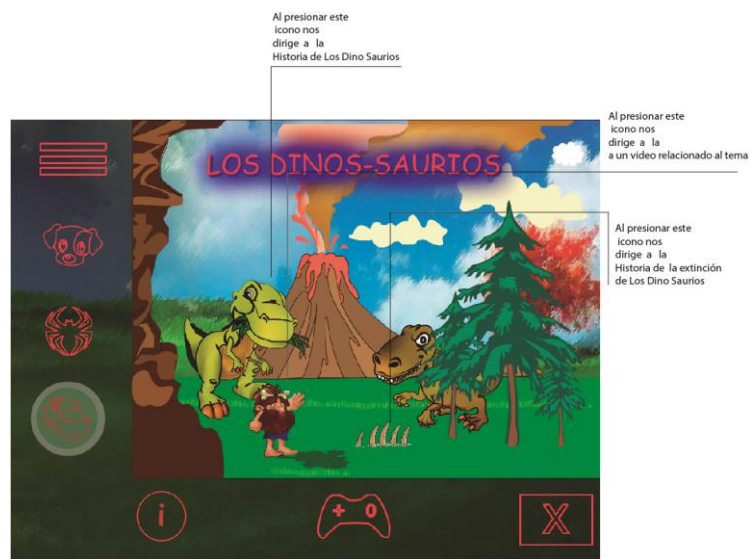 Al presionar este
icono nos
dirige a la
Historia de Los Dino Saurios
Al presionar este
icono nos
dirige a la
a un video relacionado al tema
LOS DINOS-SAURIOS
Al presionar este
icono nos
dirige a la
Historia de la extinción
de Los Dino Saurios
i
+ 0
X